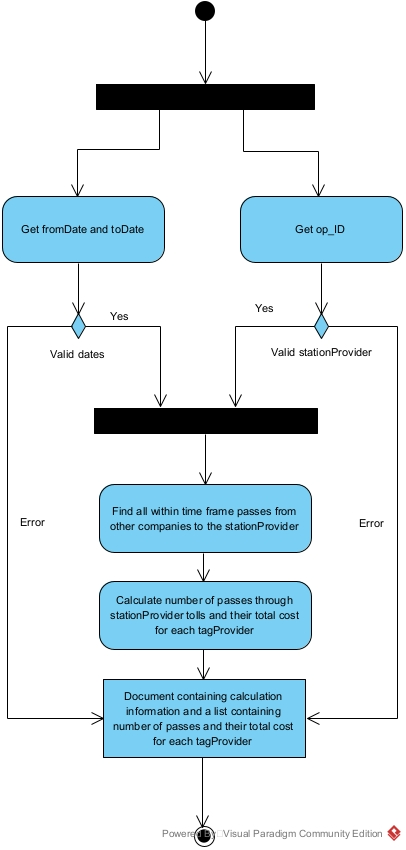 Get fromDate and toDate
Get op_ID
Yes
Yes
Valid dates
Valid stationProvider
Find all within time frame passes from
other companies to the stationProvider
Error
Error
Calculate number of passes through
stationProvider tolls and their total cost
for each tagProvider
Document containing calculation
information and a list containing
number of passes and their total cost
for each tagProvider
Powered By Visual Paradigm Community Edition